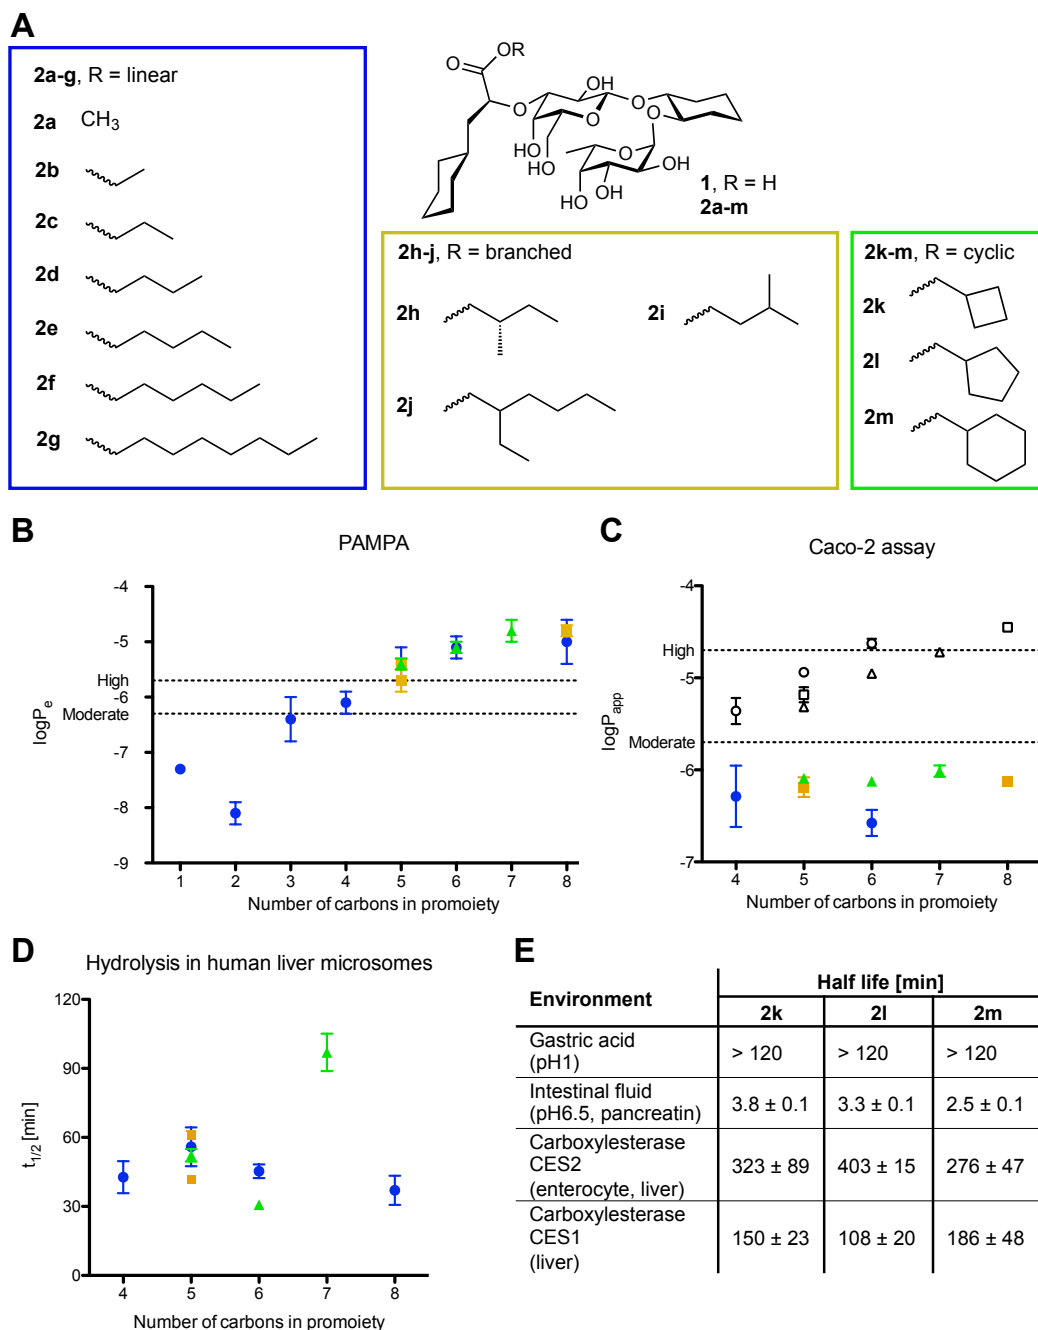 A
2a-g, R = linear
2a CH3
2b
2c
2d
2e
2f
2g
OR
O
OH
O
O
O
O
HO
HO
O
OH
OH
HO
1, R = H
2a-m
2h-j, R = branched
2h
2i
2j
2k-m, R = cyclic
2k
2l
2m
B
PAMPA
-4
-5
-6
-7
-8
-9
High
Moderate
logPe
1 2 3 4 5 6 7 8
Number of carbons in promoiety
C
Caco-2 assay
-4
-5
-6
-7
High
Moderate
logPapp
4 5 6 7 8
Number of carbons in promoiety
D
Hydrolysis in human liver microsomes
120
90
60
30
0
t1/2 [min]
4 5 6 7 8
Number of carbons in promoiety
E
Environment
Half life [min]
2k 2l 2m
Gastric acid
(pH1)
> 120 > 120 > 120
Intestinal fluid
(pH6.5, pancreatin)
3.8 ± 0.1 3.3 ± 0.1 2.5 ± 0.1
Carboxylesterase
CES2
(enterocyte, liver)
323 ± 89 403 ± 15 276 ± 47
Carboxylesterase
CES1
(liver)
150 ± 23 108 ± 20 186 ± 48